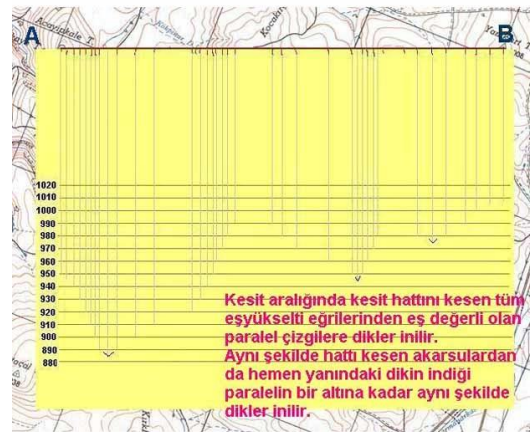 A
B
Acayiphale T.
1020
1010
1000
990
980
970
960
950
940
930
920
910
900
890
880
Kesit aralığında kesit hattını kesen tüm
eşyükselti eğrilerinden eş değerli olan
paralel çizgilere dikler inilir.
Aynı şekilde hattı kesen akarsulardan
da hemen yanındaki dikin indiği
paralelin bir altına kadar aynı şekilde
dikler inilir.